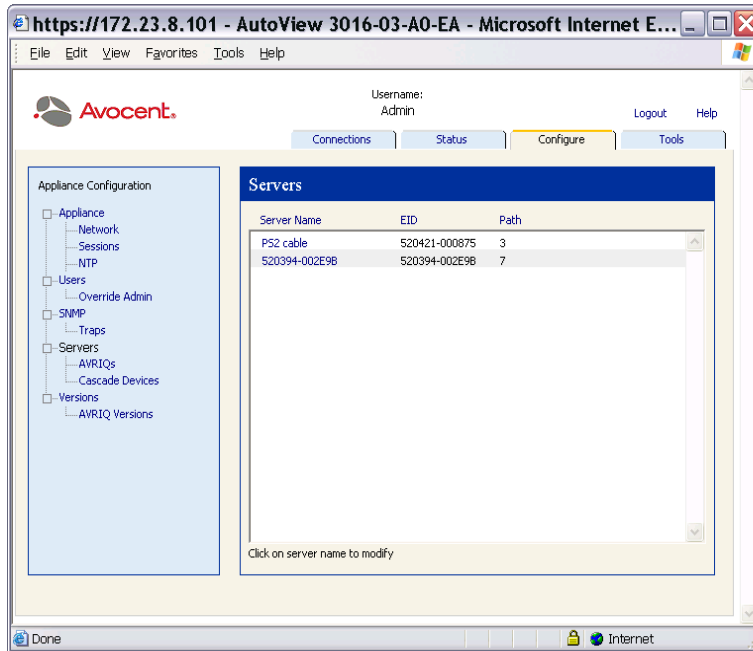 https://172.23.8.101 - AutoView 3016-03-A0-EA - Microsoft Internet E...
File Edit View Favorites Tools Help
Avocent.
Username:
Admin
Logout Help
Connections Status Configure Tools
Appliance Configuration
Appliance
Network
Sessions
NTP
Users
Override Admin
SNMP
Traps
Servers
AVRIQs
Cascade Devices
Versions
AVRIQ Versions
Servers
Server Name EID Path
PS2 cable 520421-000875 3
520394-002E9B 520394-002E9B 7
Click on server name to modify
Done Internet